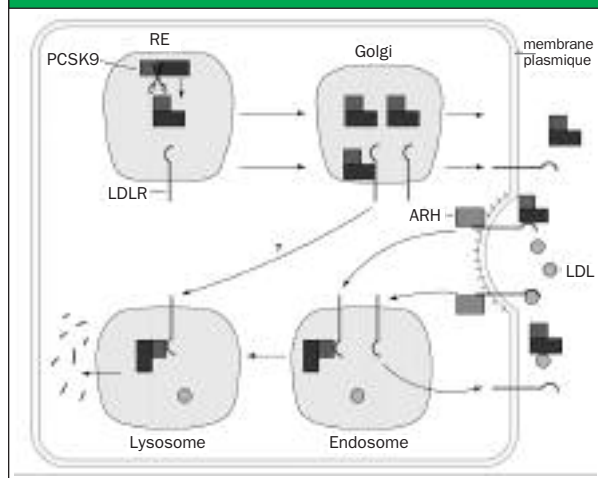 RE
PCSK9
Golgi
membrane
plasmique
LDLR
ARH
?
LDL
Lysosome
Endosome